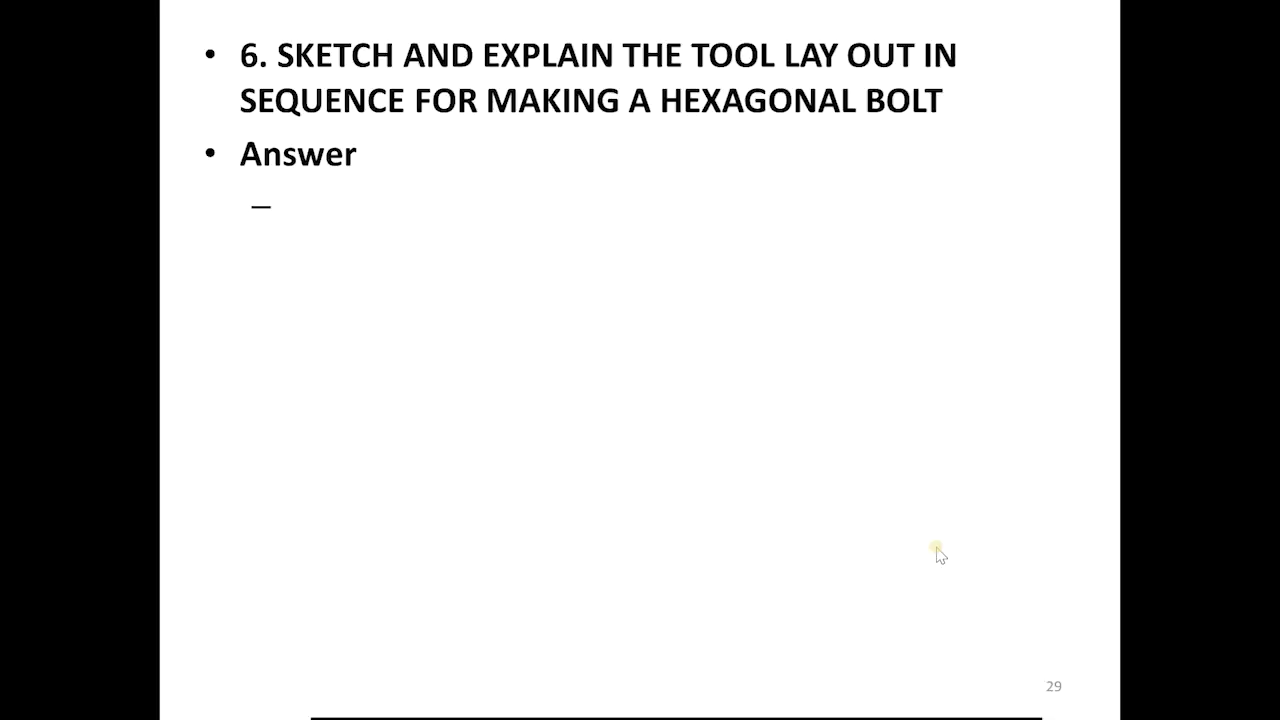 • 6. SKETCH AND EXPLAIN THE TOOL LAY OUT IN
SEQUENCE FOR MAKING A HEXAGONAL BOLT
• Answer
–
29